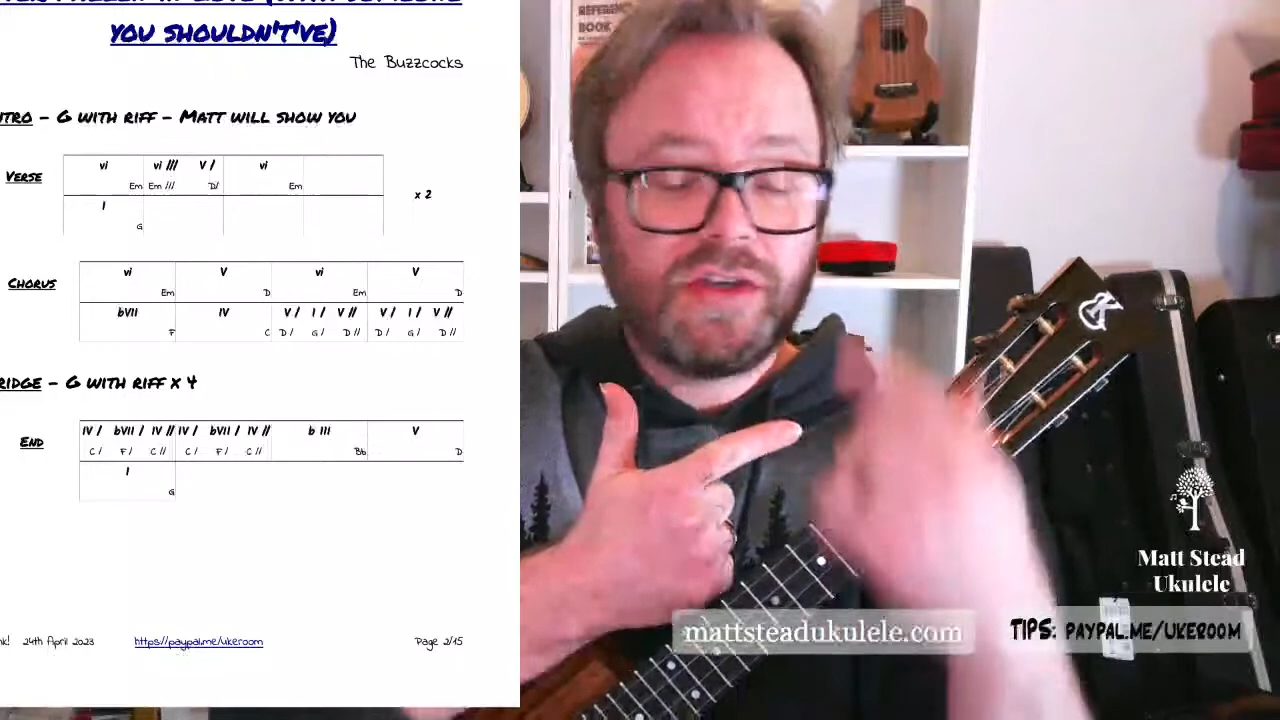 YOU SHOULDN'T'VE)
The Buzzcocks
- G WITH RIFF - MATT WILL SHOW YOU
VERSE
vi vi /// V / vi
Em Em /// D/ Em
x 2
I
G
CHORUS
vi V vi V
Em D Em D
bVII IV V / I / V // V / I / V //
F C D / G / D // D / G / D //
- G WITH RIFF X 4
END
IV / bVII / IV // IV / bVII / IV // b III V
C / F / C // C / F / C // Bb D
I
G
24th April 2023 https://paypal.me/ukeroom Page 2/15
REFERENCE
BOOK
Matt Stead
Ukulele
mattsteadukulele.com
TIPS: PAYPAL.ME/UKEROOM